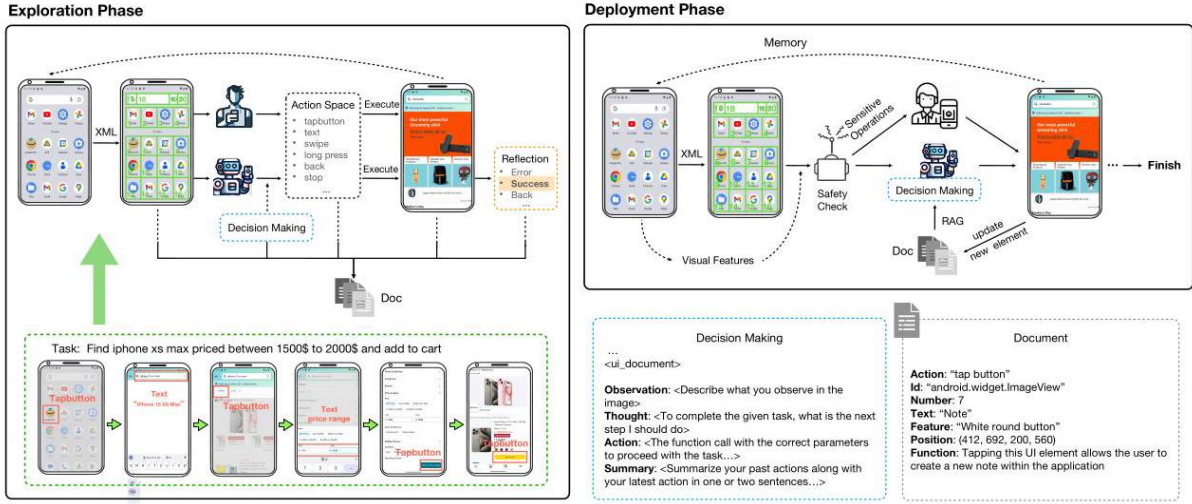 Exploration Phase
XML
Action Space
• tapbutton
• text
• swipe
• long press
• back
• stop
...
Execute
Execute
Reflection
• Error
• Success
• Back
...
Decision Making
Doc
Task: Find iphone xs max priced between 1500$ to 2000$ and add to cart
Tapbutton
Text
"iPhone 15 XS Max"
Tapbutton
Text
price range
Tapbutton
Tapbutton
Deployment Phase
Memory
XML
Sensitive
Operations
Safety
Check
Decision Making
RAG
Doc
update
new element
Visual Features
...
Finish
Decision Making
...
<ui_document>
Observation: <Describe what you observe in the
image>
Thought: <To complete the given task, what is the next
step I should do>
Action: <The function call with the correct parameters
to proceed with the task...>
Summary: <Summarize your past actions along with
your latest action in one or two sentences...>
Document
Action: “tap button”
Id: “android.widget.ImageView”
Number: 7
Text: “Note”
Feature: “White round button”
Position: (412, 692, 200, 560)
Function: Tapping this UI element allows the user to
create a new note within the application